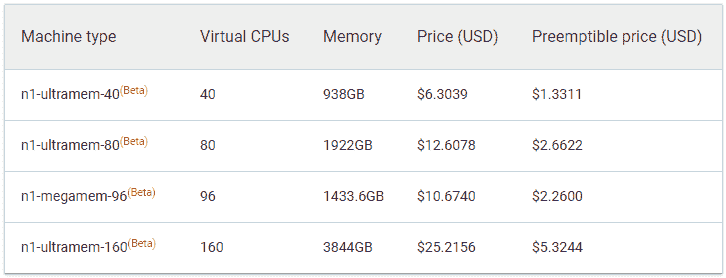 Machine type Virtual CPUs Memory Price (USD) Preemptible price (USD)
n1-ultramem-40(Beta) 40 938GB $6.3039 $1.3311
n1-ultramem-80(Beta) 80 1922GB $12.6078 $2.6622
n1-megamem-96(Beta) 96 1433.6GB $10.6740 $2.2600
n1-ultramem-160(Beta) 160 3844GB $25.2156 $5.3244